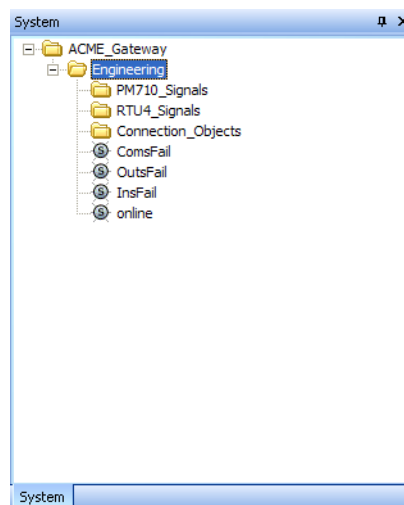 System
ACME_Gateway
Engineering
PM710_Signals
RTU4_Signals
Connection_Objects
S ComsFail
S OutsFail
S InsFail
S online
System